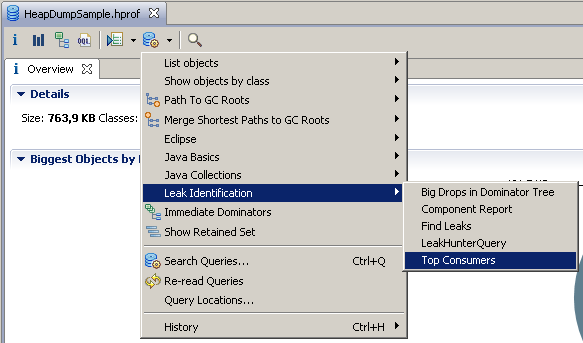 HeapDumpSample.hprof
i
OQL
i Overview
Details
Size: 763,9 KB Classes:
Biggest Objects by
List objects
Show objects by class
Path To GC Roots
Merge Shortest Paths to GC Roots
Eclipse
Java Basics
Java Collections
Leak Identification
Immediate Dominators
Show Retained Set
Search Queries... Ctrl+Q
Re-read Queries
Query Locations...
History Ctrl+H
Big Drops in Dominator Tree
Component Report
Find Leaks
LeakHunterQuery
Top Consumers